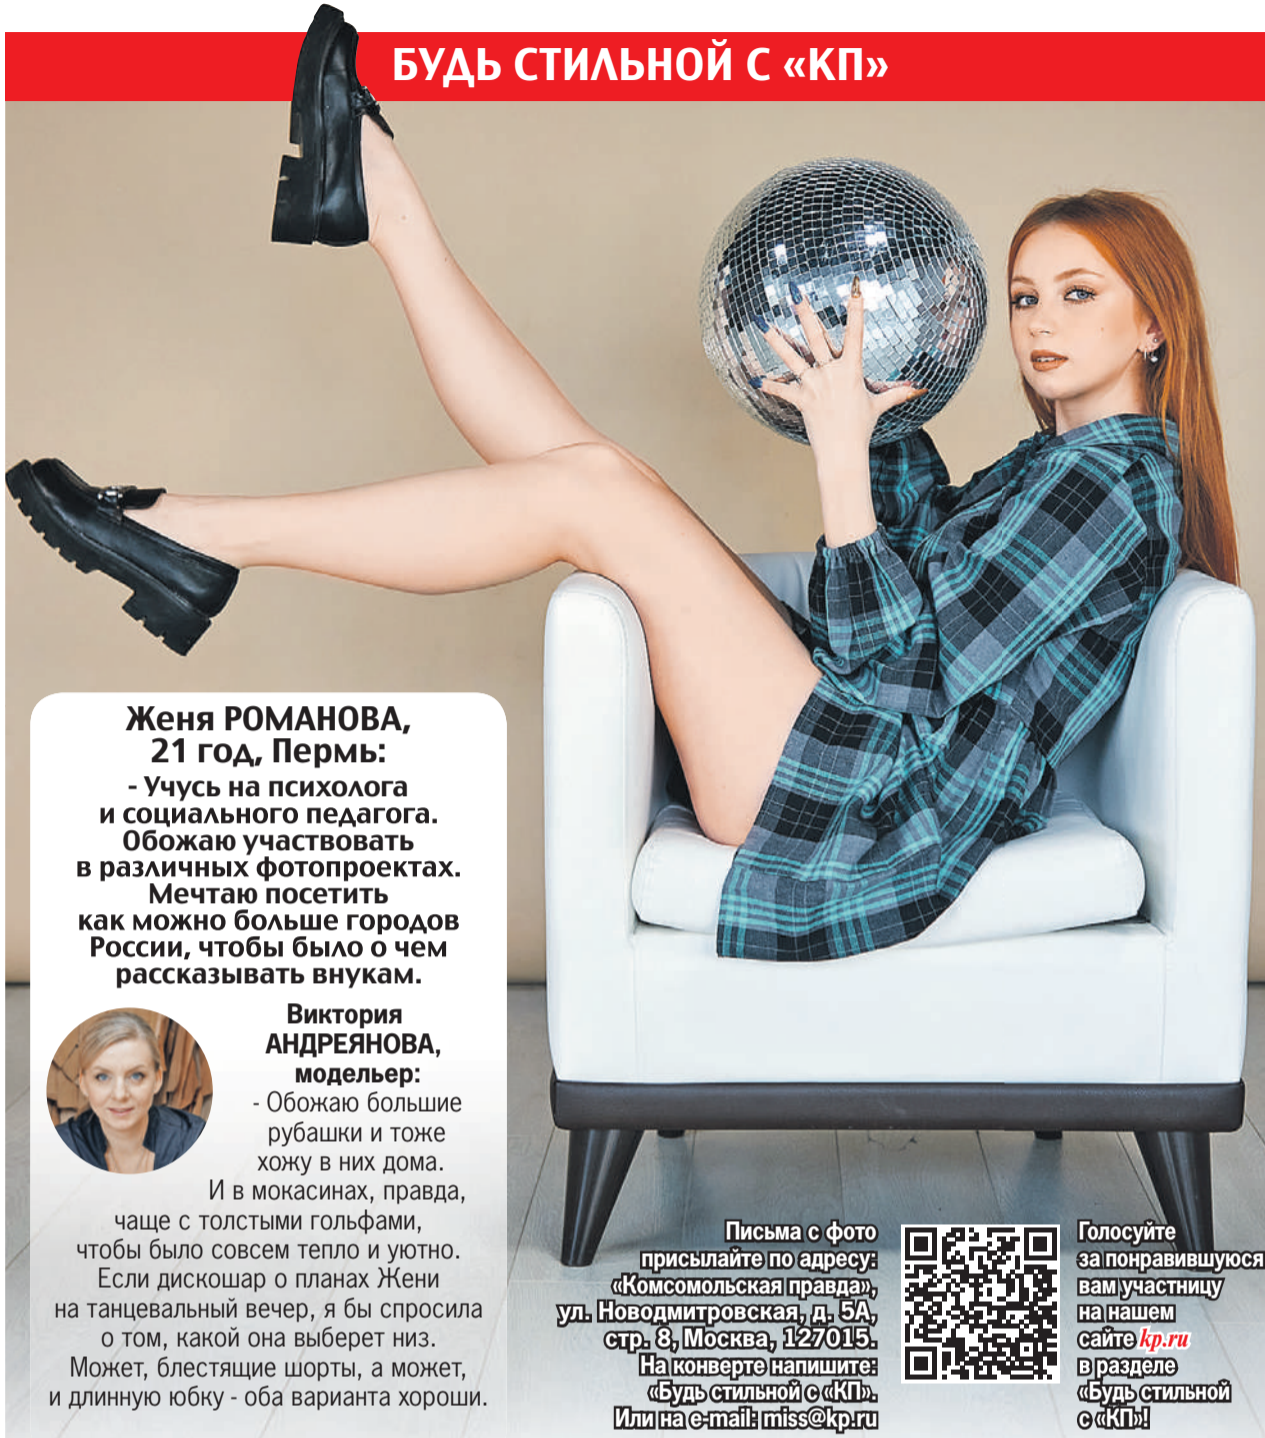 БУДЬ СТИЛЬНОЙ С «КП»
Женя РОМАНОВА,
21 год, Пермь:
- Учусь на психолога
и социального педагога.
Обожаю участвовать
в различных фотопроектах.
Мечтаю посетить
как можно больше городов
России, чтобы было о чем
рассказывать внукам.
Виктория
АНДРЕЯНОВА,
модельер:
- Обожаю большие
рубашки и тоже
хожу в них дома.
И в мокасинах, правда,
чаще с толстыми гольфами,
чтобы было совсем тепло и уютно.
Если дискошар о планах Жени
на танцевальный вечер, я бы спросила
о том, какой она выберет низ.
Может, блестящие шорты, а может,
и длинную юбку - оба варианта хороши.
Письма с фото
присылайте по адресу:
«Комсомольская правда»,
ул. Новодмитровская, д. 5А,
стр. 8, Москва, 127015.
На конверте напишите:
«Будь стильной с «КП».
Или на e-mail: miss@kp.ru
Голосуйте
за понравившуюся
вам участницу
на нашем
сайте kp.ru
в разделе
«Будь стильной
с «КП»!